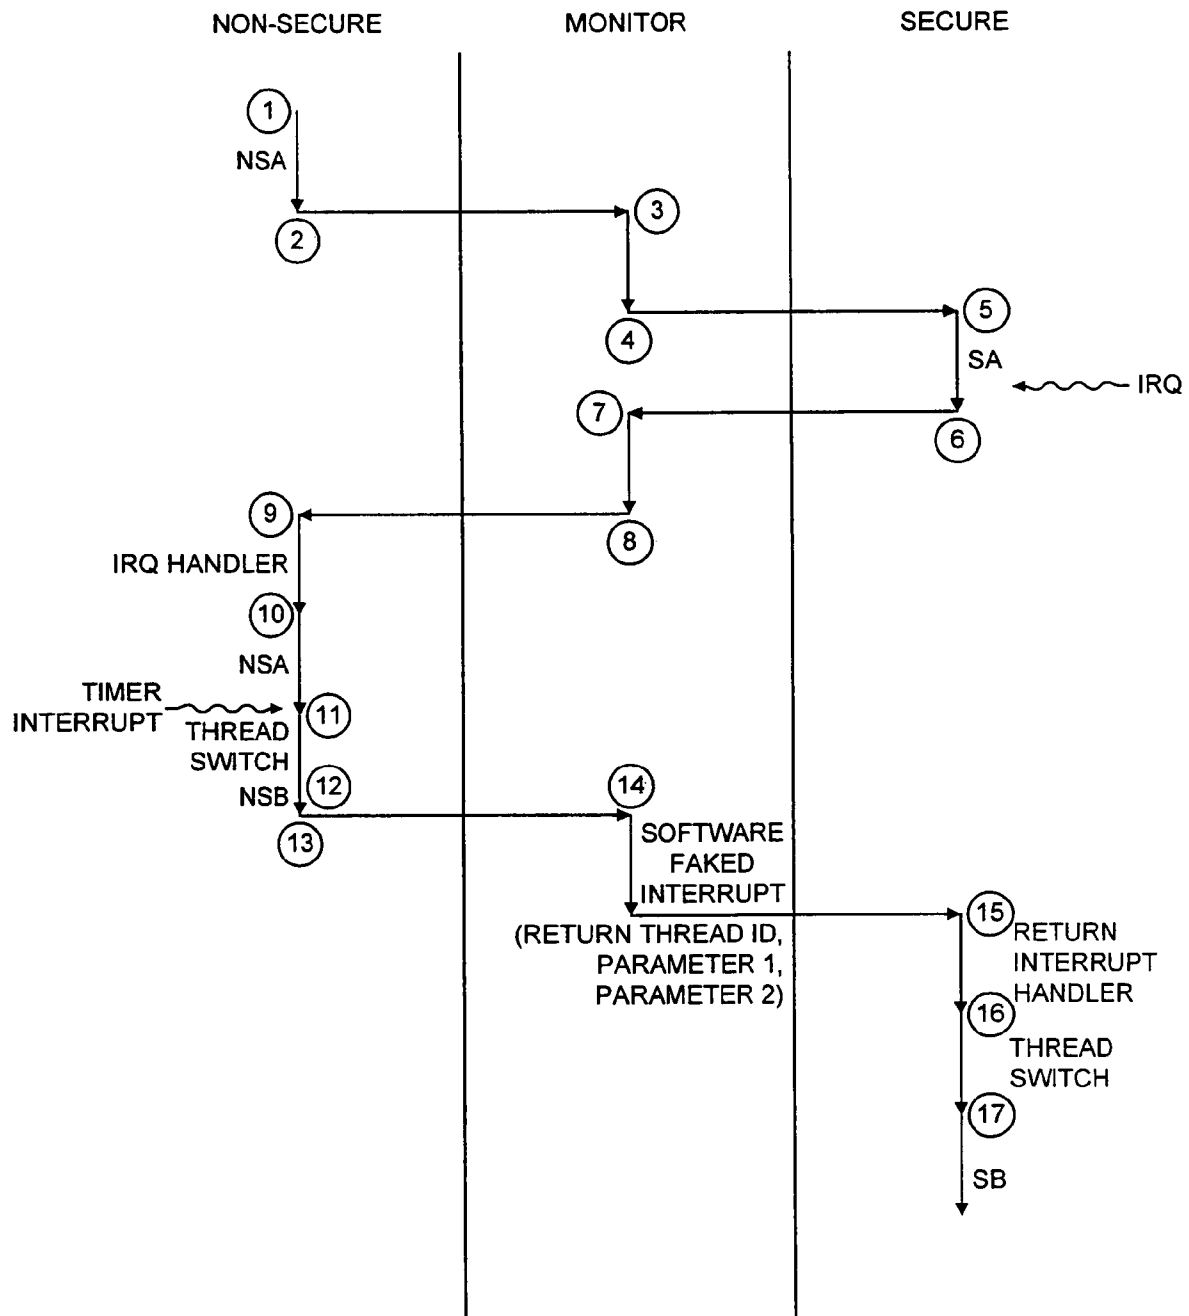 NON-SECURE
MONITOR
SECURE
1
NSA
2
3
4
5
SA
IRQ
6
7
8
9
IRQ HANDLER
10
NSA
TIMER
INTERRUPT
11
THREAD
SWITCH
12
NSB
13
14
SOFTWARE
FAKED
INTERRUPT
(RETURN THREAD ID,
PARAMETER 1,
PARAMETER 2)
15
RETURN
INTERRUPT
HANDLER
16
THREAD
SWITCH
17
SB